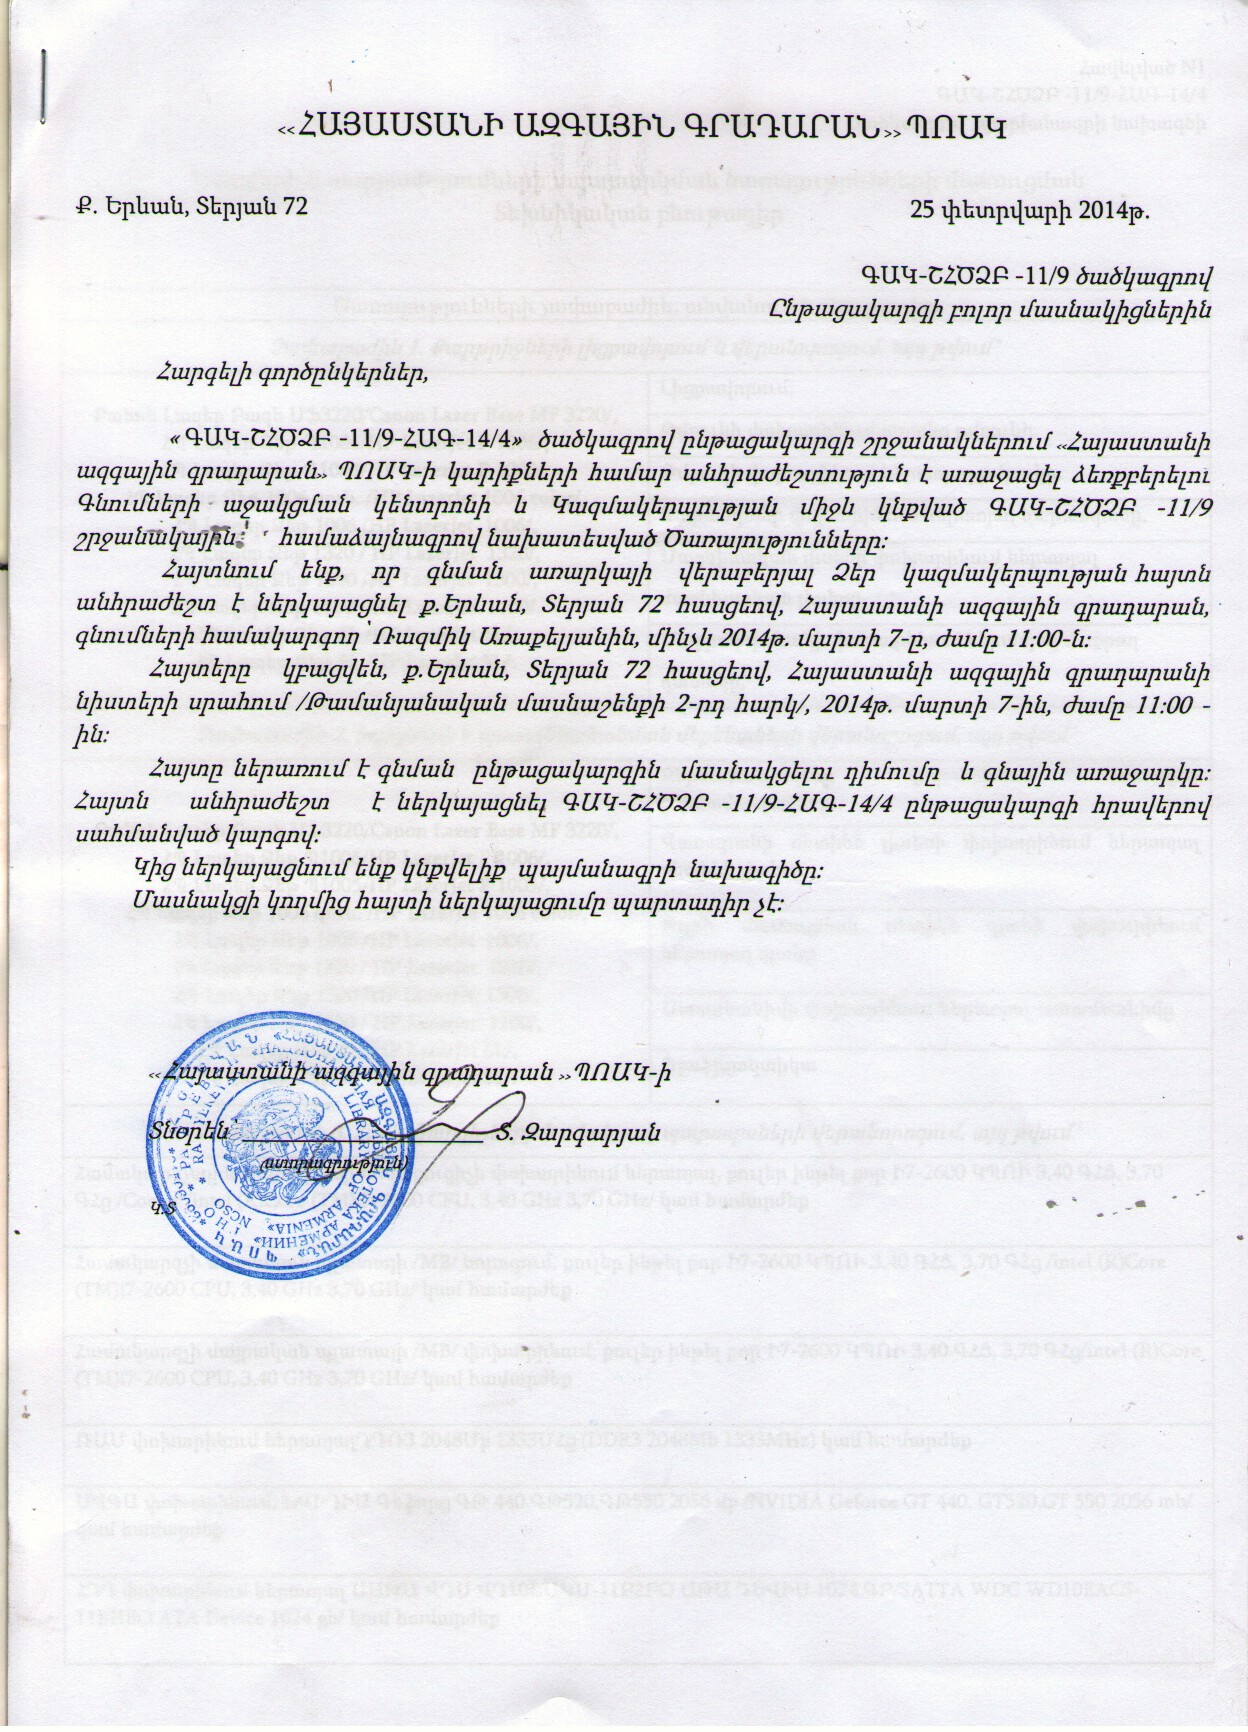 «ՀԱՅԱՍՏԱՆԻ ԱԶԳԱՅԻՆ ԳՐԱԴԱՐԱՆ» ՊՈԱԿ
Ք. Երևան, Տերյան 72 25 փետրվարի 2014թ.
ԳԱԿ-ՇՀԾՁԲ -11/9 ծածկագրով
Ընթացակարգի բոլոր մասնակիցներին
Հարգելի գործընկերներ,
« ԳԱԿ-ՇՀԾՁԲ -11/9-ՀԱԳ-14/4» ծածկագրով ընթացակարգի շրջանակներում «Հայաստանի
ազգային գրադարան» ՊՈԱԿ-ի կարիքների համար անհրաժեշտություն է առաջացել ձեռքբերելու
Գնումների աջակցման կենտրոնի և Կազմակերպության միջև կնքված ԳԱԿ-ՇՀԾՁԲ -11/9
շրջանակային համաձայնագրով նախատեսված Ծառայությունները:
Հայտնում ենք, որ գնման առարկայի վերաբերյալ Ձեր կազմակերպության հայտն
անհրաժեշտ է ներկայացնել ք.Երևան, Տերյան 72 հասցեով, Հայաստանի ազգային գրադարան,
գնումների համակարգող ՝Ռազմիկ Առաքելյանին, մինչև 2014թ. մարտի 7-ը, ժամը 11:00-ն:
Հայտերը կբացվեն, ք.Երևան, Տերյան 72 հասցեով, Հայաստանի ազգային գրադարանի
նիստերի սրահում /Թամանյանական մասնաշենքի 2-րդ հարկ/, 2014թ. մարտի 7-ին, ժամը 11:00 -
ին:
Հայտը ներառում է գնման ընթացակարգին մասնակցելու դիմումը և գնային առաջարկը:
Հայտն անհրաժեշտ է ներկայացնել ԳԱԿ-ՇՀԾՁԲ -11/9-ՀԱԳ-14/4 ընթացակարգի հրավերով
սահմանված կարգով:
Կից ներկայացնում ենք կնքվելիք պայմանագրի նախագիծը:
Մասնակցի կողմից հայտի ներկայացումը պարտադիր չէ:
«Հայաստանի ազգային գրադարան »ՊՈԱԿ-ի
Տնօրեն՝ Տ. Զարգարյան
(ստորագրություն)
Կ.Տ